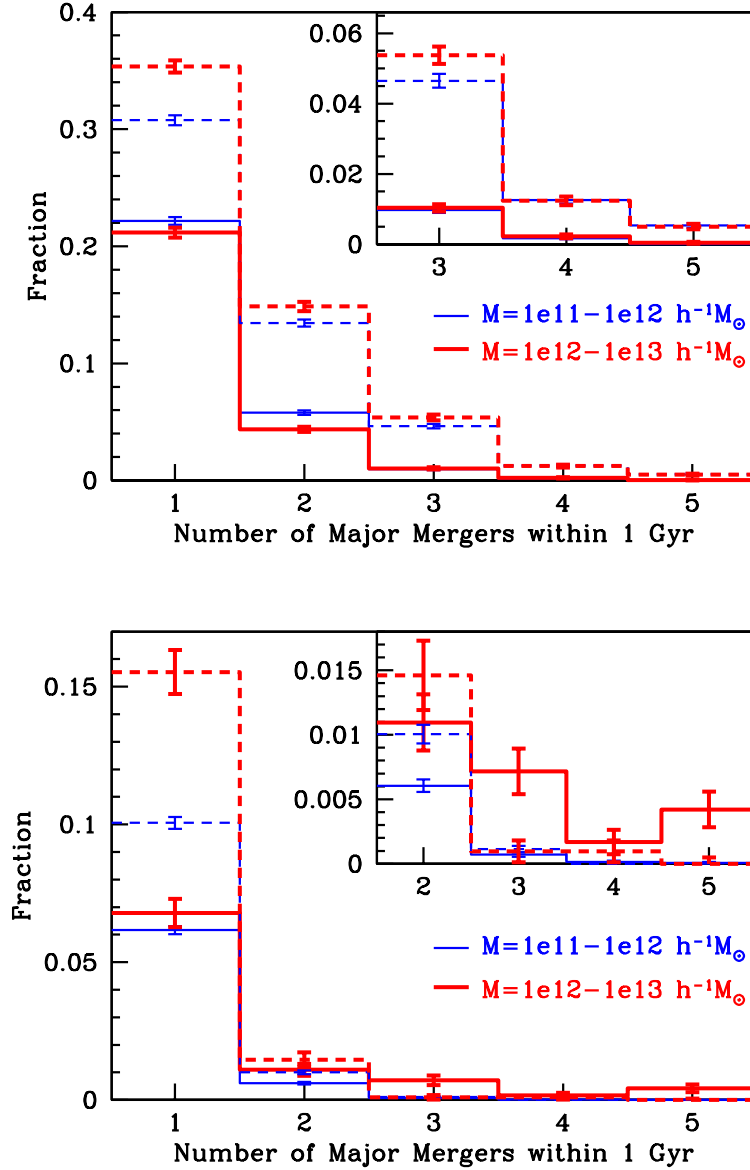 0.4
0.3
0.2
0.1
0
Fraction
0.06
0.04
0.02
0
3 4 5
M=1e11−1e12 h⁻¹M☉
M=1e12−1e13 h⁻¹M☉
1 2 3 4 5
Number of Major Mergers within 1 Gyr
0.15
0.1
0.05
0
Fraction
0.015
0.01
0.005
0
2 3 4 5
M=1e11−1e12 h⁻¹M☉
M=1e12−1e13 h⁻¹M☉
1 2 3 4 5
Number of Major Mergers within 1 Gyr